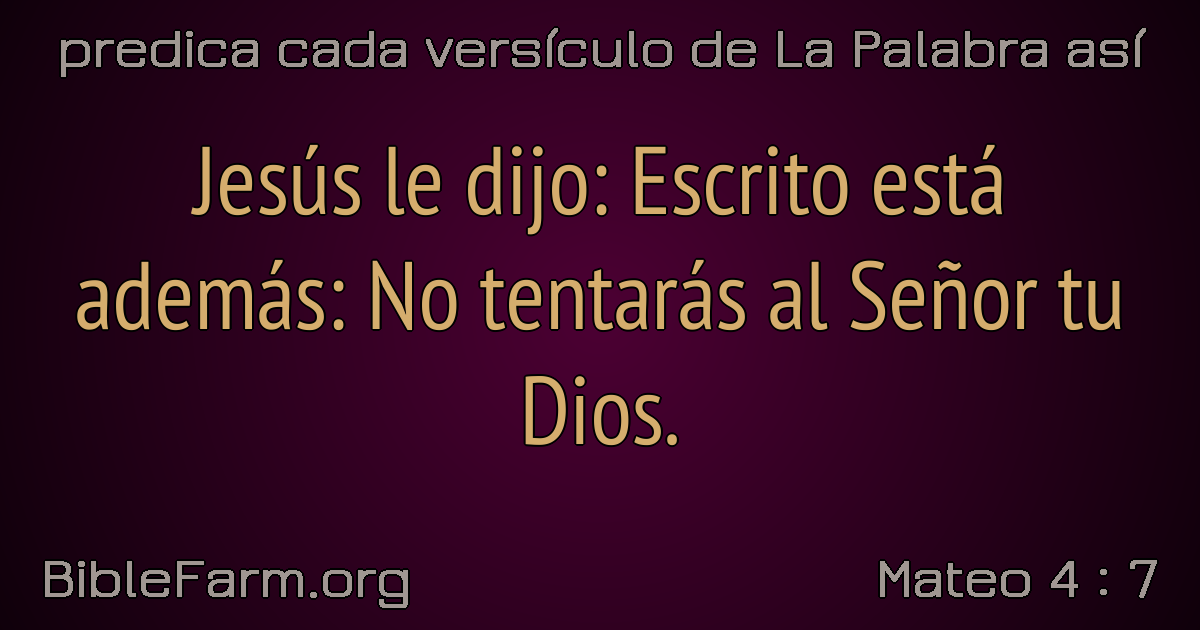 predica cada versículo de La Palabra así
Jesús le dijo: Escrito está
además: No tentarás al Señor tu
Dios.
BibleFarm.org
Mateo 4 : 7